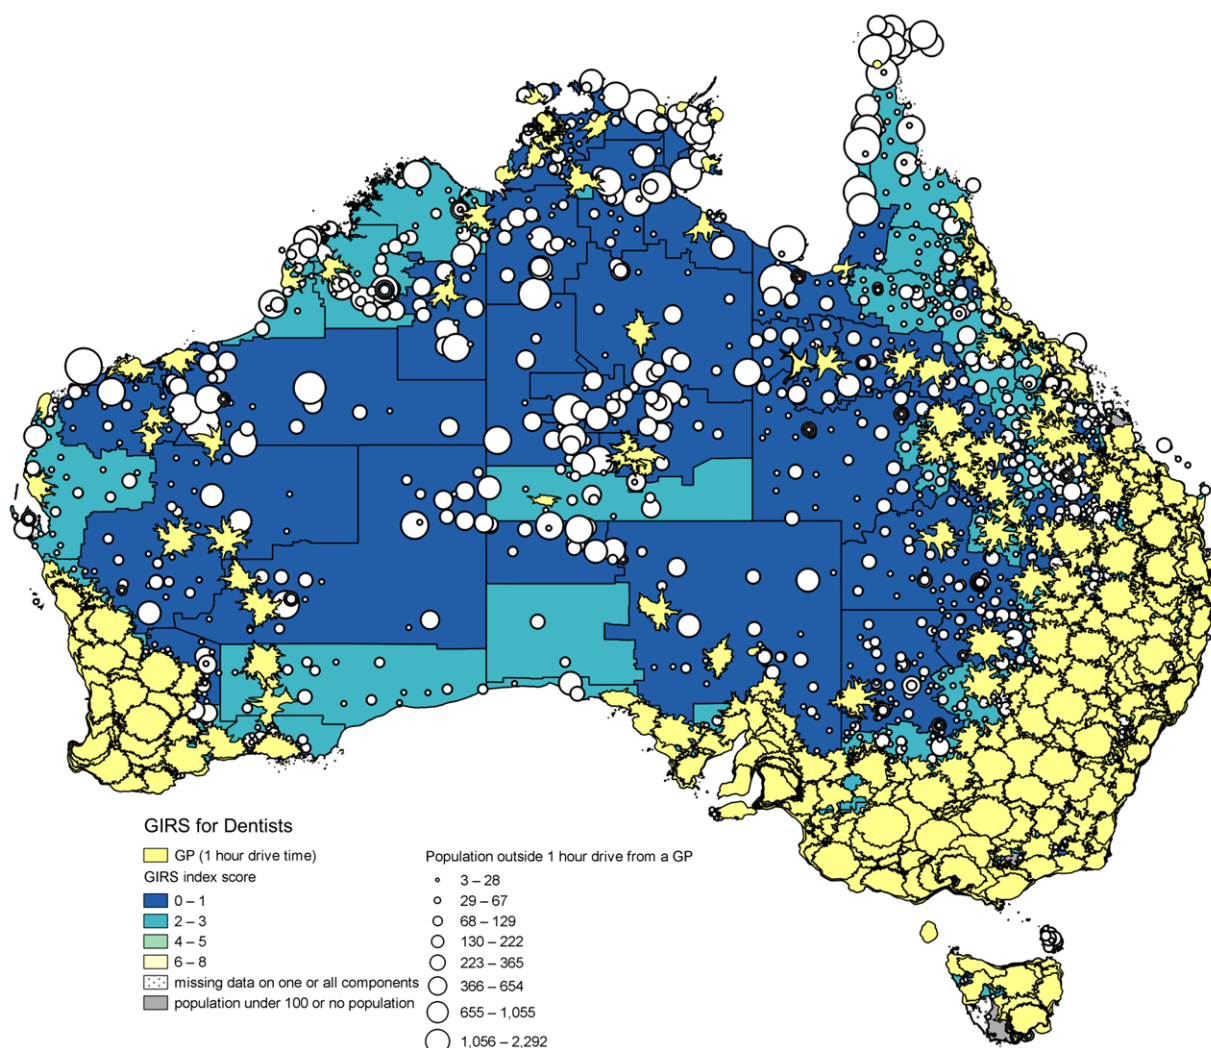 GIRS for Dentists
GP (1 hour drive time)
GIRS index score
0 – 1
2 – 3
4 – 5
6 – 8
missing data on one or all components
population under 100 or no population
Population outside 1 hour drive from a GP
3 – 28
29 – 67
68 – 129
130 – 222
223 – 365
366 – 654
655 – 1,055
1,056 – 2,292